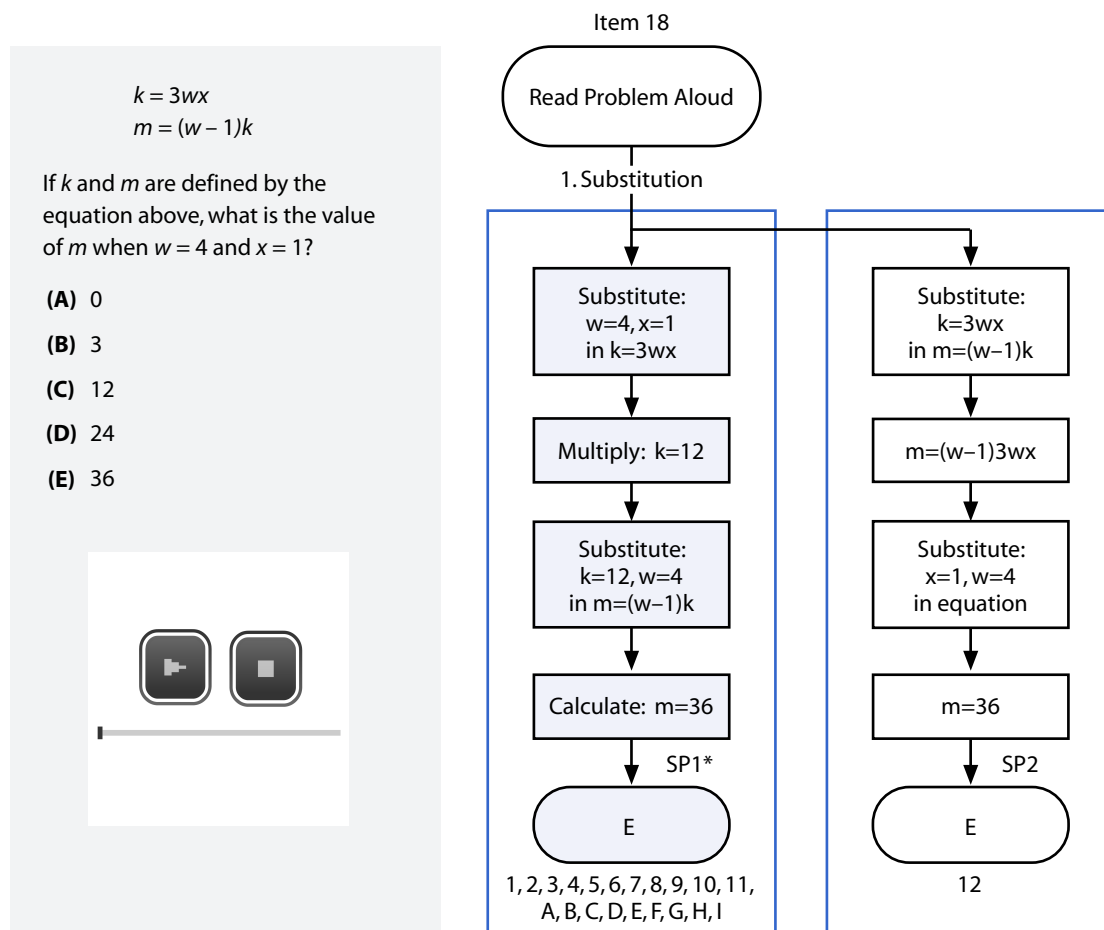 Item 18
k = 3wx
m = (w – 1)k
If k and m are defined by the
equation above, what is the value
of m when w = 4 and x = 1?
(A) 0
(B) 3
(C) 12
(D) 24
(E) 36
Read Problem Aloud
1. Substitution
Substitute:
w=4, x=1
in k=3wx
Multiply: k=12
Substitute:
k=12, w=4
in m=(w–1)k
Calculate: m=36
SP1*
E
1, 2, 3, 4, 5, 6, 7, 8, 9, 10, 11,
A, B, C, D, E, F, G, H, I
Substitute:
k=3wx
in m=(w–1)k
m=(w–1)3wx
Substitute:
x=1, w=4
in equation
m=36
SP2
E
12